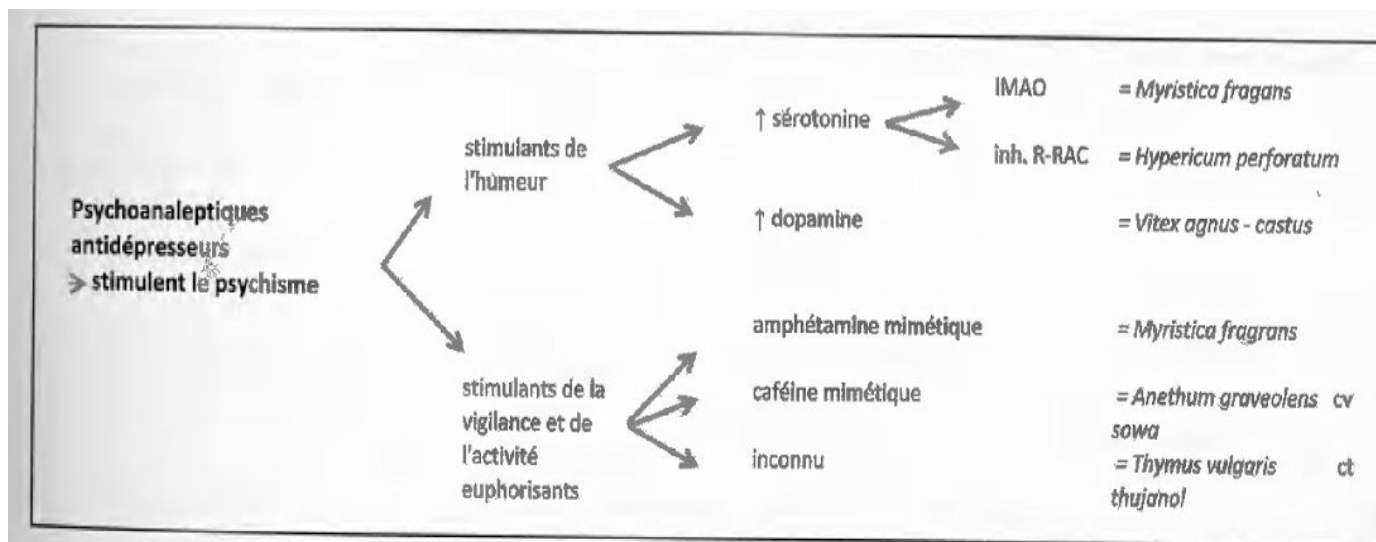 IMAO = Myristica fragans
↑ sérotonine
stimulants de
l'humeur
inh. R-RAC = Hypericum perforatum
Psychoanaleptiques
antidépresseurs
> stimulent le psychisme
↑ dopamine = Vitex agnus - castus
amphétamine mimétique = Myristica fragrans
stimulants de la
vigilance et de
l'activité
euphorisants
caféine mimétique = Anethum graveolens cv
sowa
inconnu = Thymus vulgaris ct
thujanol